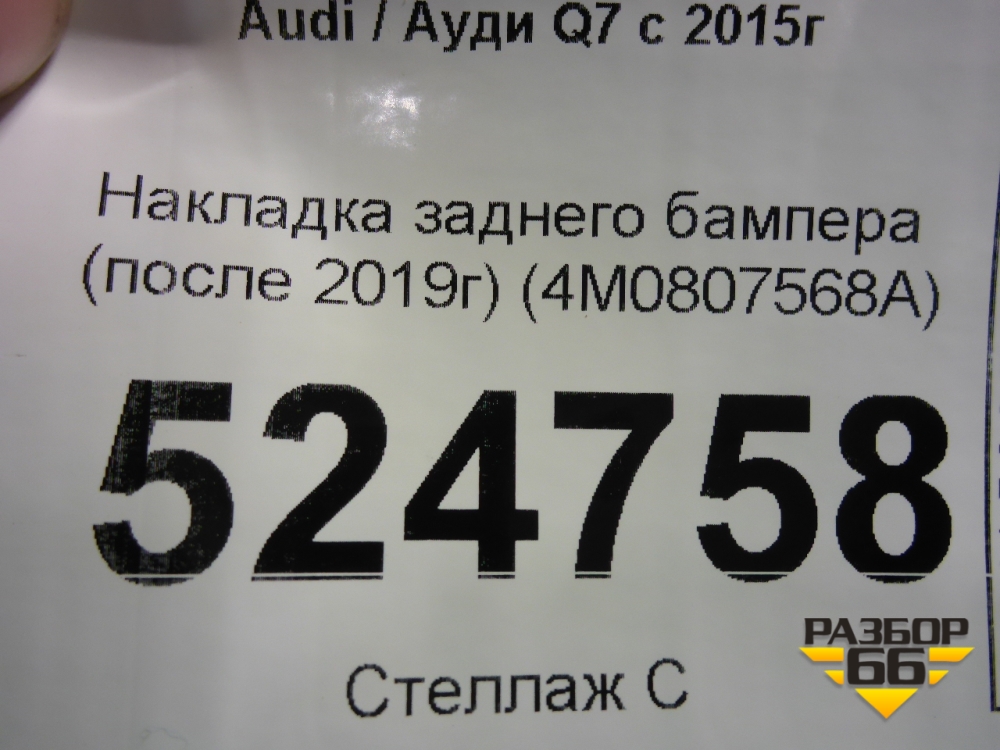 Audi / Ауди Q7 с 2015г
Накладка заднего бампера
(после 2019г) (4M0807568A)
524758
Стеллаж С
РАЗБОР
66